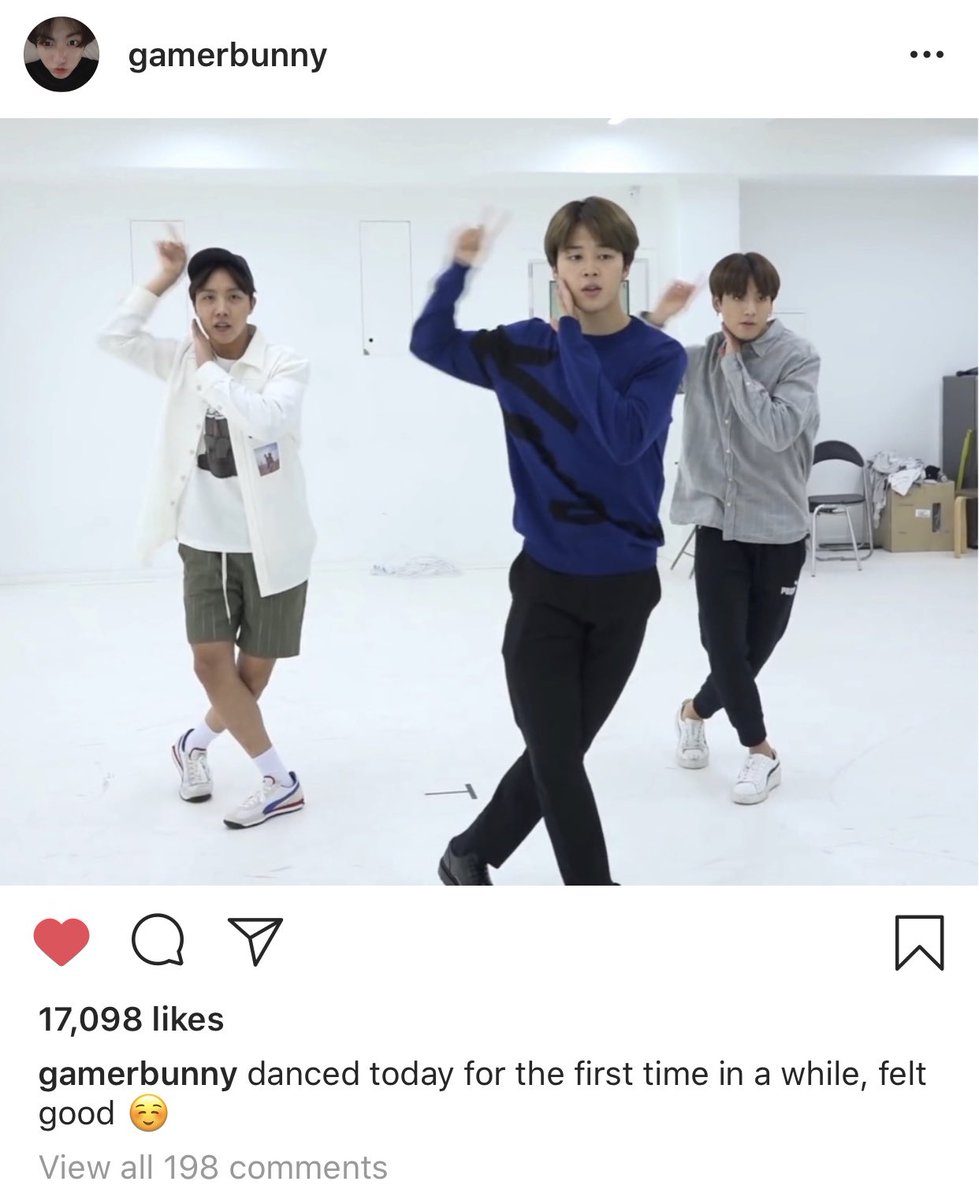 gamerbunny
17,098 likes
gamerbunny danced today for the first time in a while, felt
good ☺️
View all 198 comments